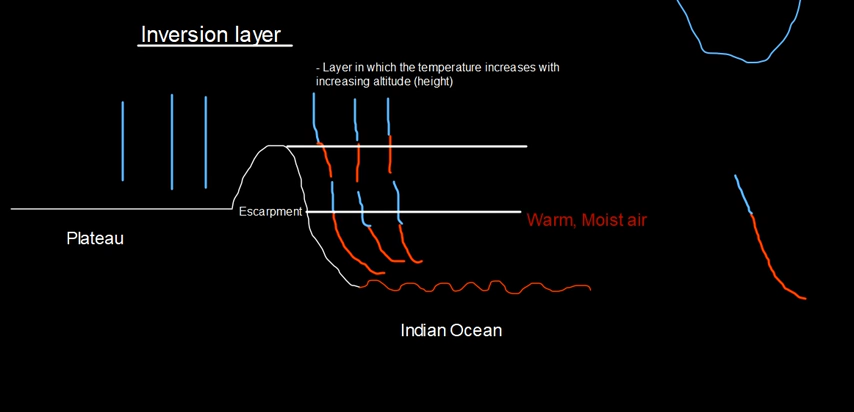 Inversion layer
- Layer in which the temperature increases with
increasing altitude (height)
Escarpment
Warm, Moist air
Plateau
Indian Ocean